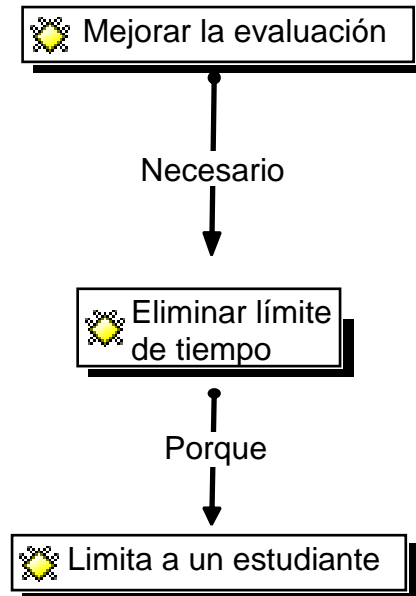 Mejorar la evaluación
Necesario
Eliminar límite
de tiempo
Porque
Limita a un estudiante